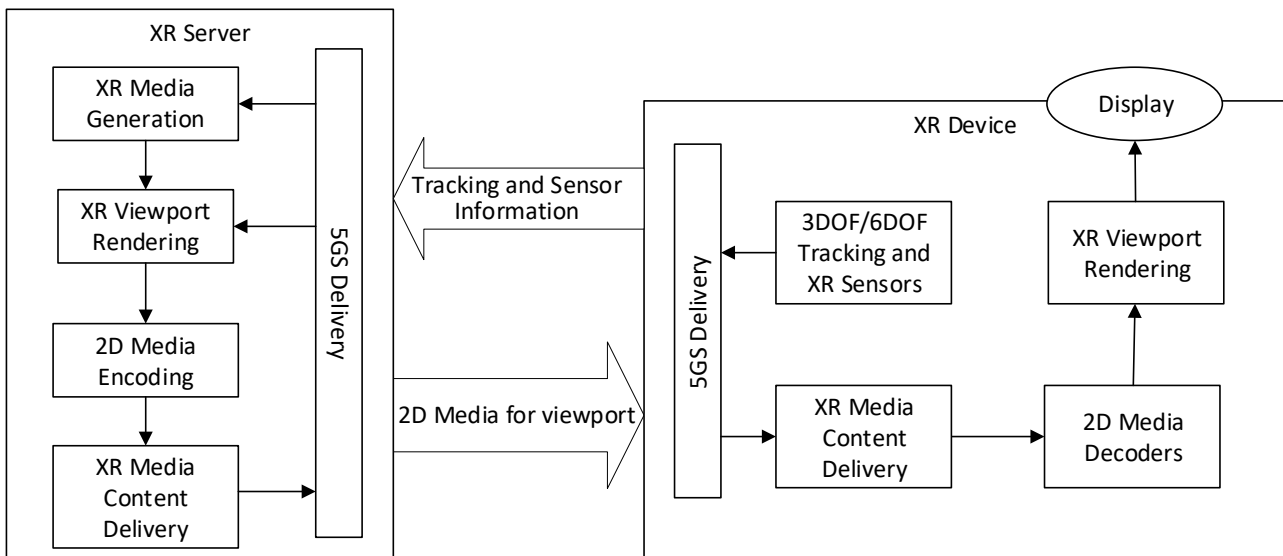 XR Server
XR Media
Generation
XR Viewport
Rendering
2D Media
Encoding
XR Media
Content
Delivery
5GS Delivery
Tracking and Sensor
Information
2D Media for viewport
XR Device
Display
5GS Delivery
3DOF/6DOF
Tracking and
XR Sensors
XR Viewport
Rendering
XR Media
Content
Delivery
2D Media
Decoders